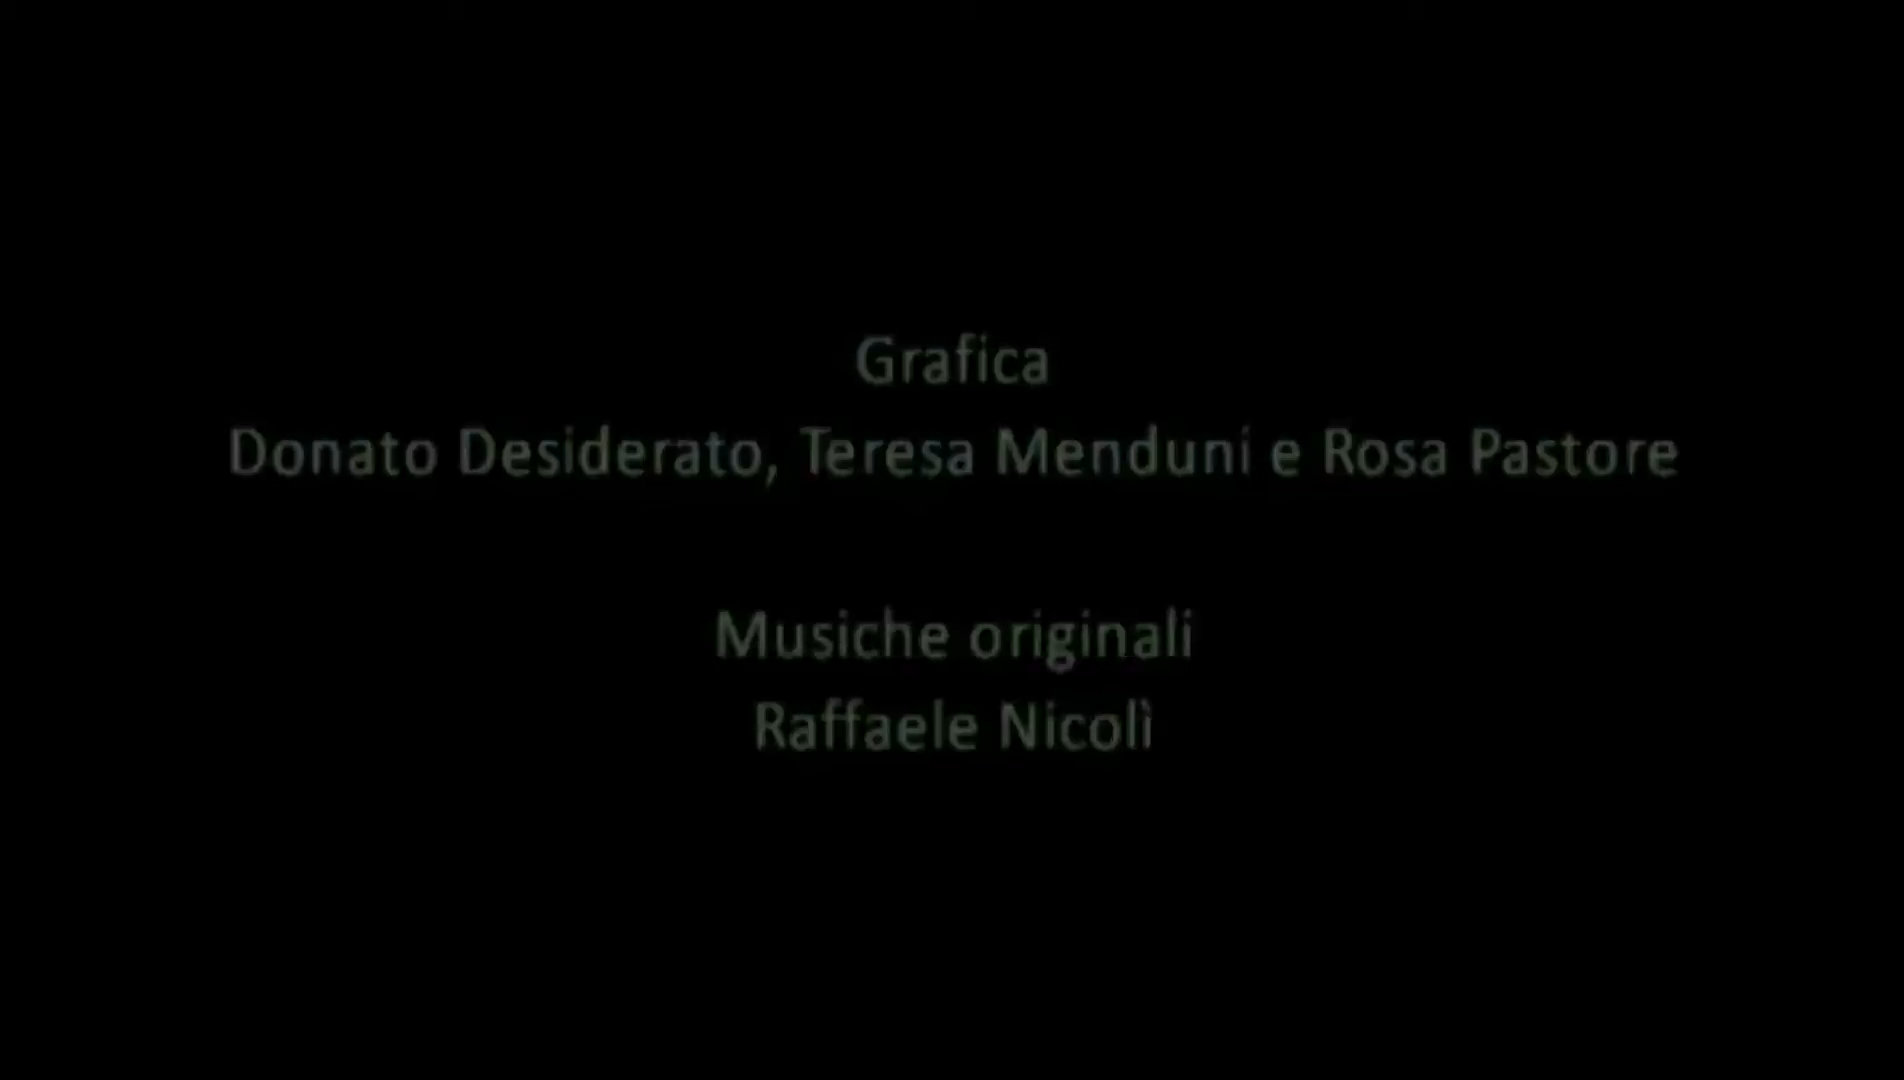 Grafica
Donato Desiderato, Teresa Menduni e Rosa Pastore
Musiche originali
Raffaele Nicolì